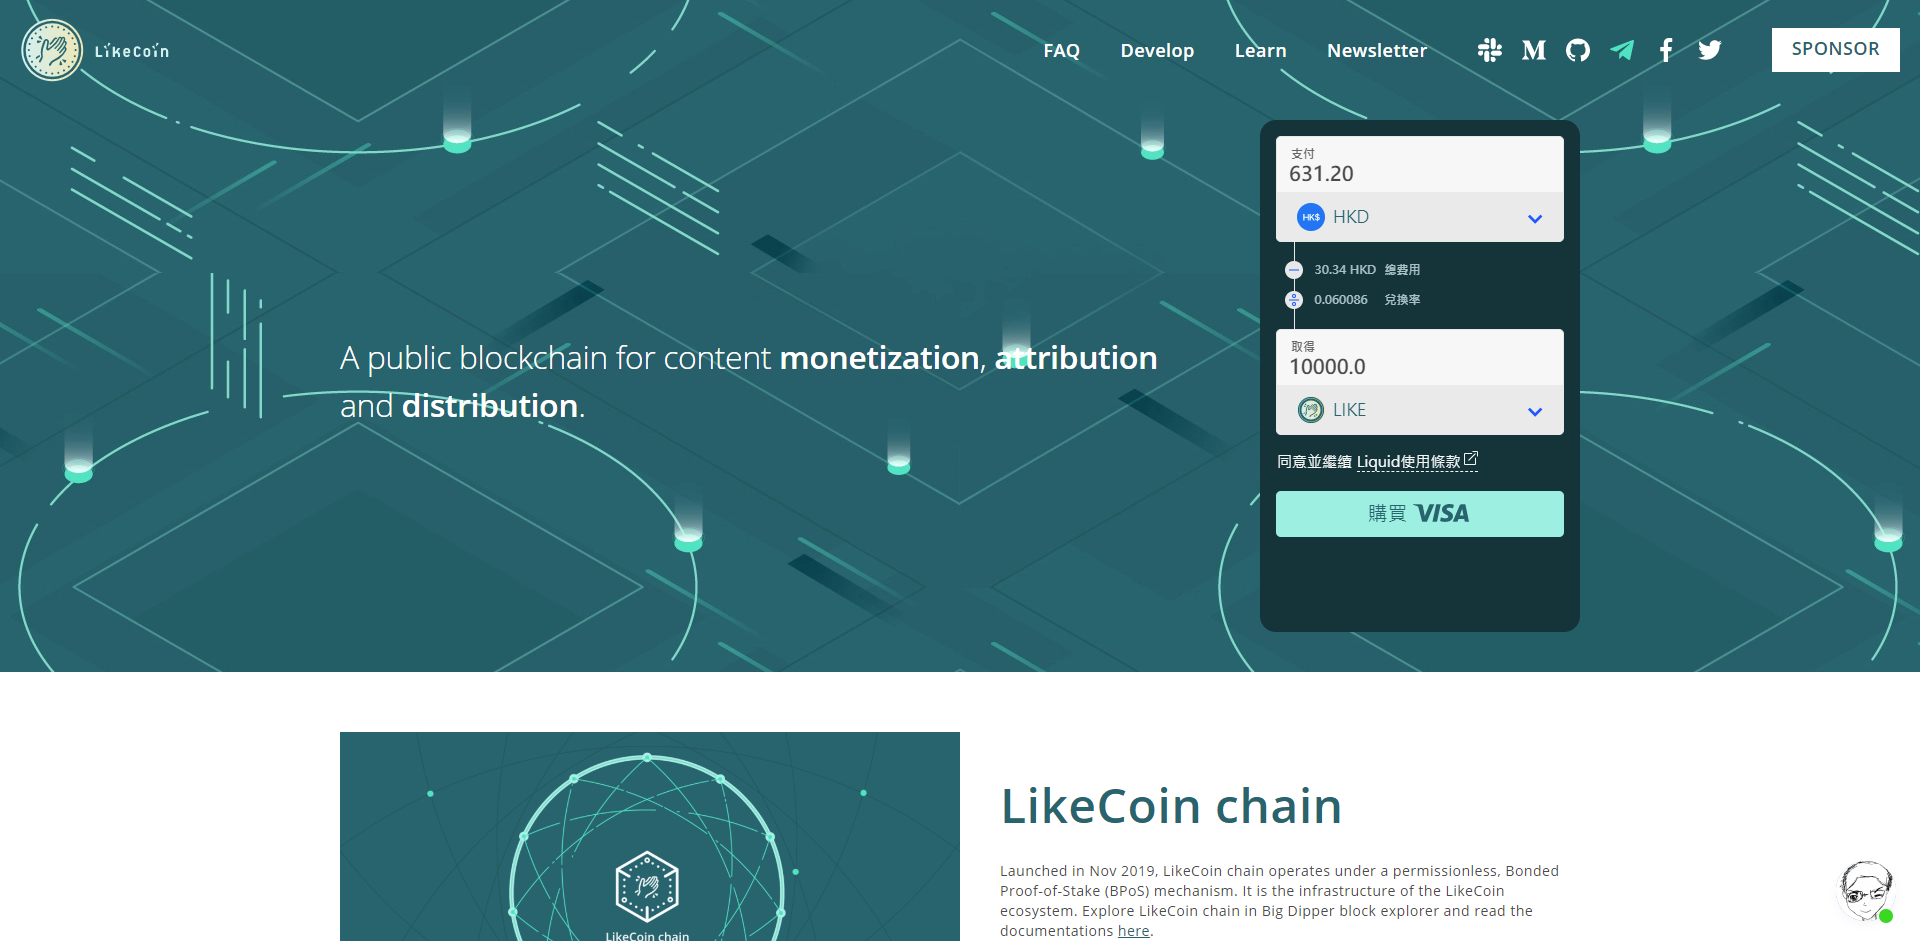 LikeCoin
FAQ Develop Learn Newsletter
SPONSOR
支付
631.20
HK$ HKD
30.34 HKD 總費用
0.060086 兌換率
取得
10000.0
LIKE
同意並繼續 Liquid使用條款
購買 VISA
A public blockchain for content monetization, attribution
and distribution.
LikeCoin chain
LikeCoin chain
Launched in Nov 2019, LikeCoin chain operates under a permissionless, Bonded
Proof-of-Stake (BPoS) mechanism. It is the infrastructure of the LikeCoin
ecosystem. Explore LikeCoin chain in Big Dipper block explorer and read the
documentations here.